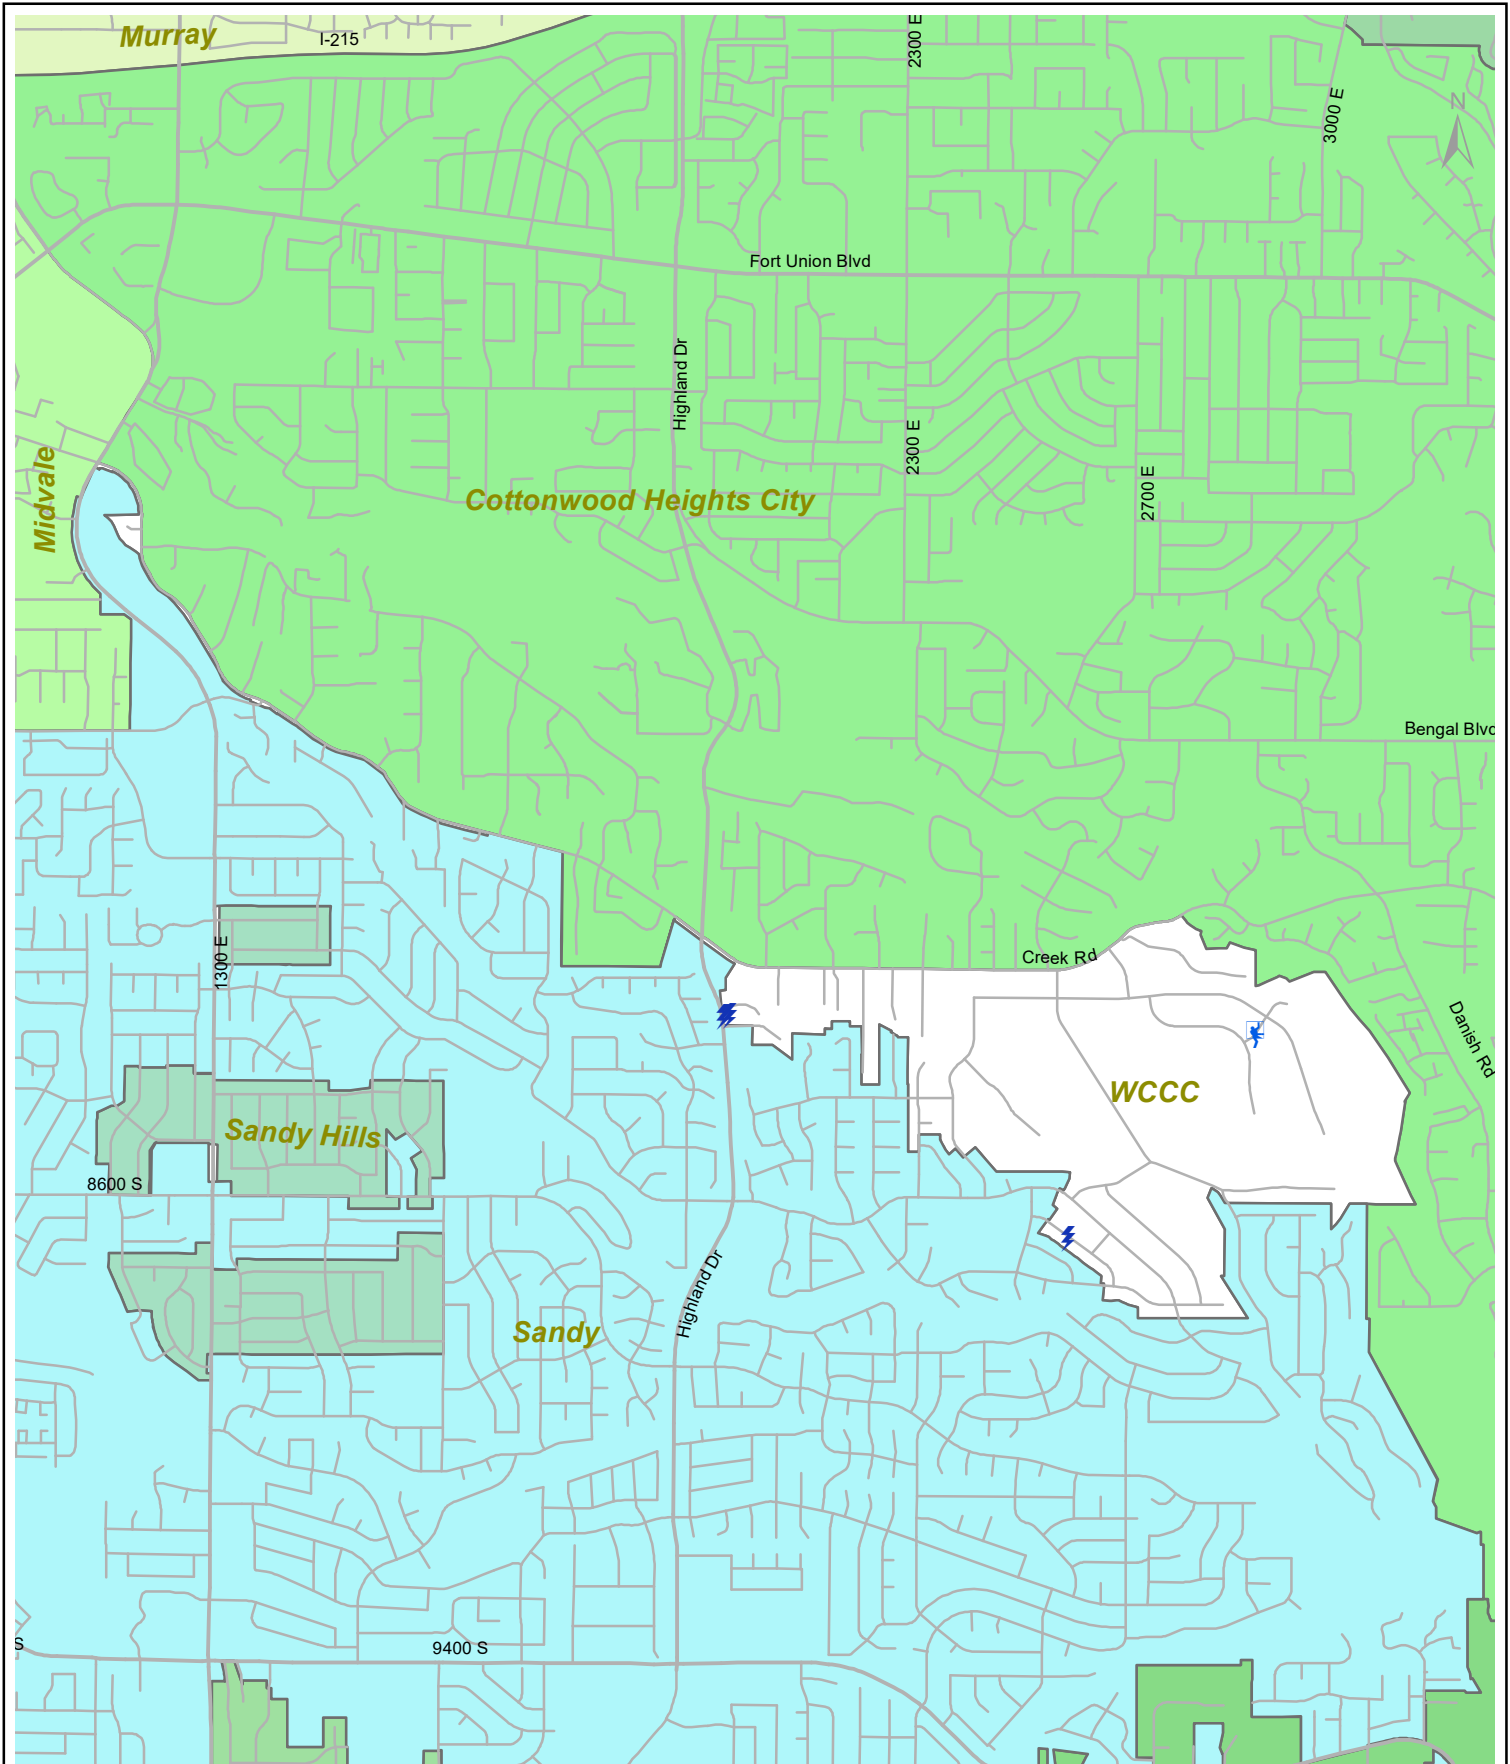 Murray
I-215
2300 E
3000 E
N
Fort Union Blvd
Highland Dr
2300 E
2700 E
Midvale
Cottonwood Heights City
Bengal Blvd
1300 E
Creek Rd
Danish Rd
WCCC
Sandy Hills
8600 S
Highland Dr
Sandy
S
9400 S